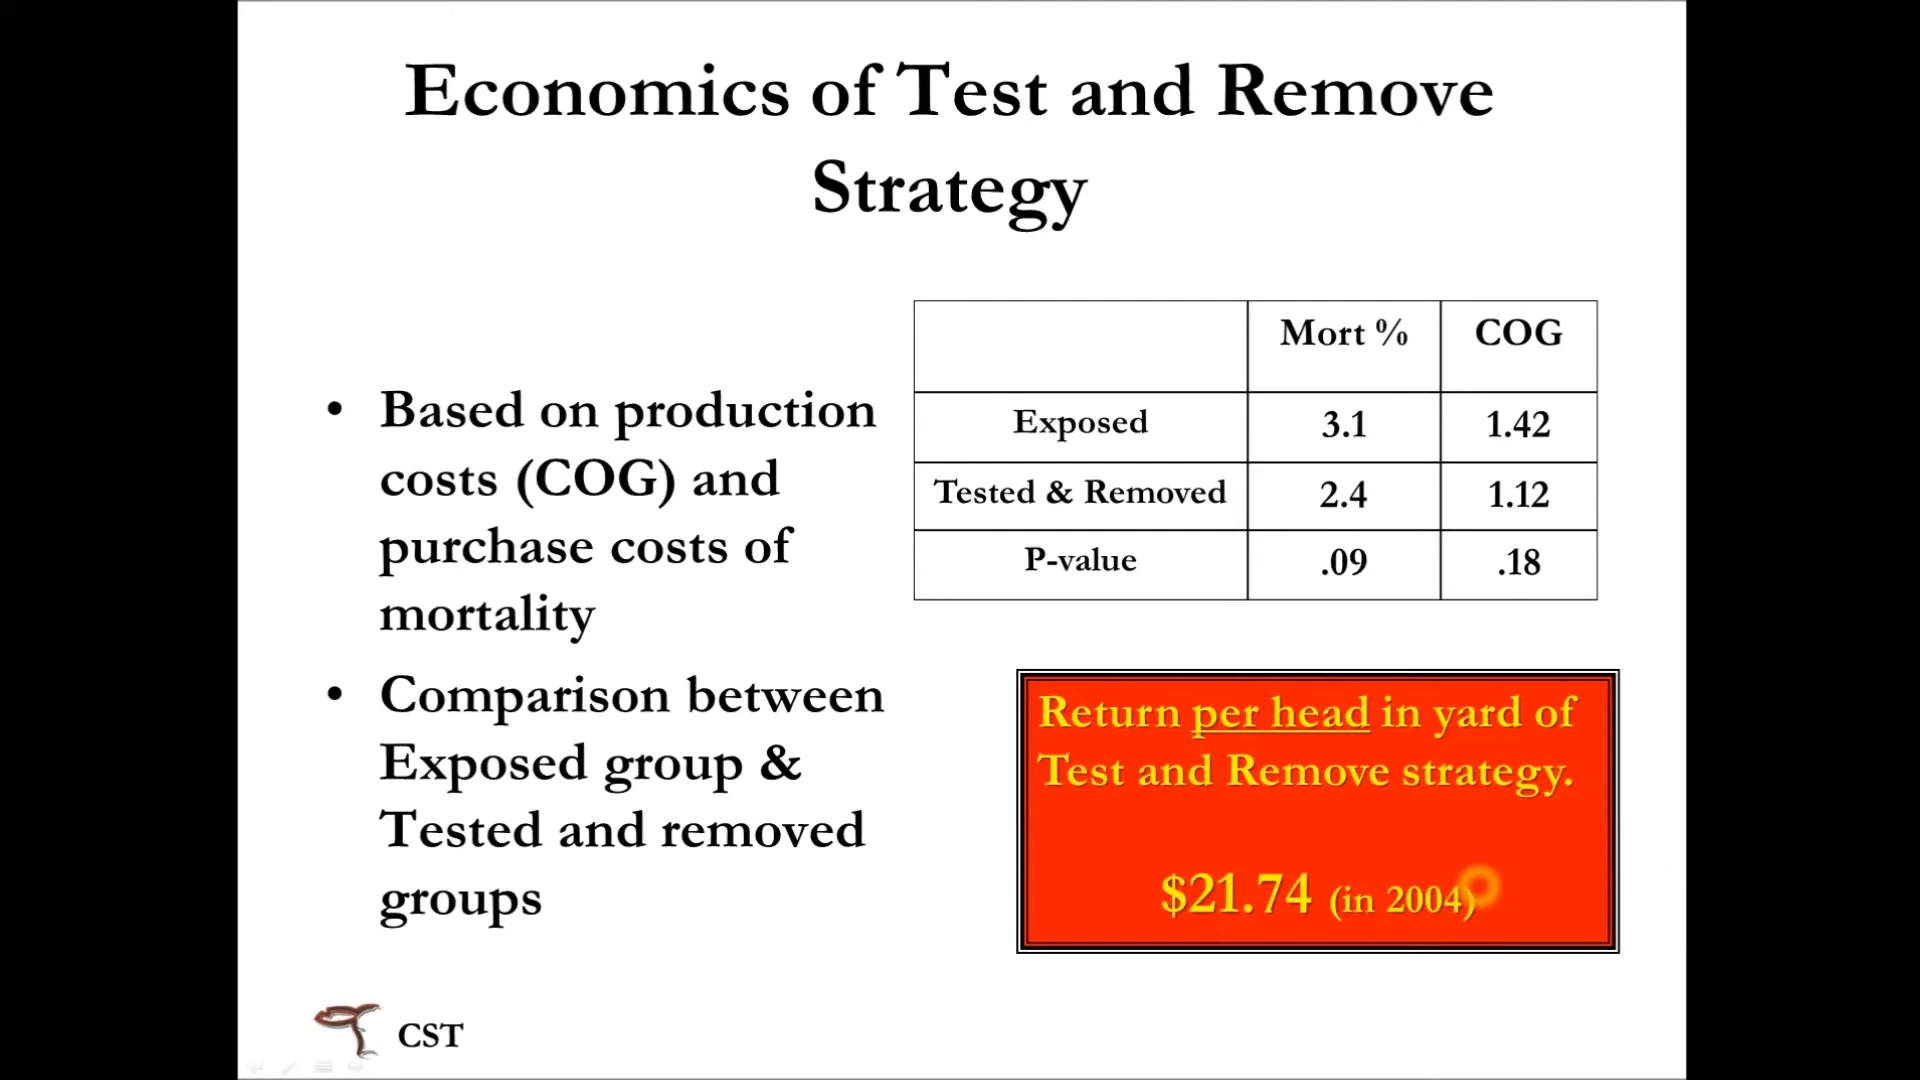 Economics of Test and Remove
Strategy
• Based on production
costs (COG) and
purchase costs of
mortality
• Comparison between
Exposed group &
Tested and removed
groups
Mort % COG
Exposed 3.1 1.42
Tested & Removed 2.4 1.12
P-value .09 .18
Return per head in yard of
Test and Remove strategy.
$21.74 (in 2004)
CST